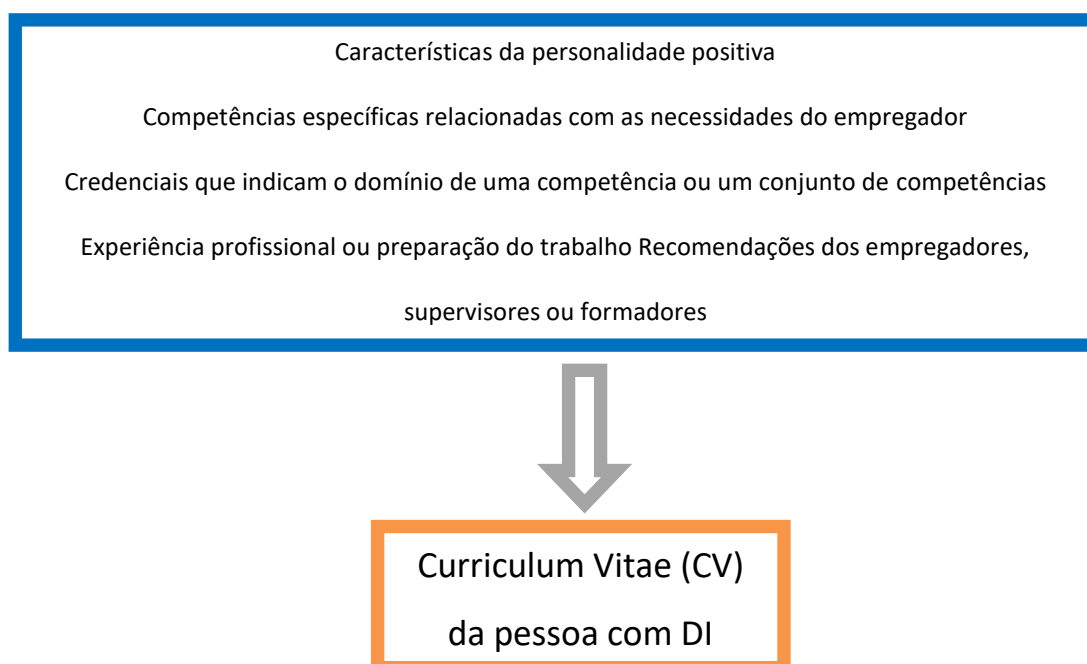 Características da personalidade positiva
Competências específicas relacionadas com as necessidades do empregador
Credenciais que indicam o domínio de uma competência ou um conjunto de competências
Experiência profissional ou preparação do trabalho Recomendações dos empregadores,
supervisores ou formadores
Curriculum Vitae (CV)
da pessoa com DI